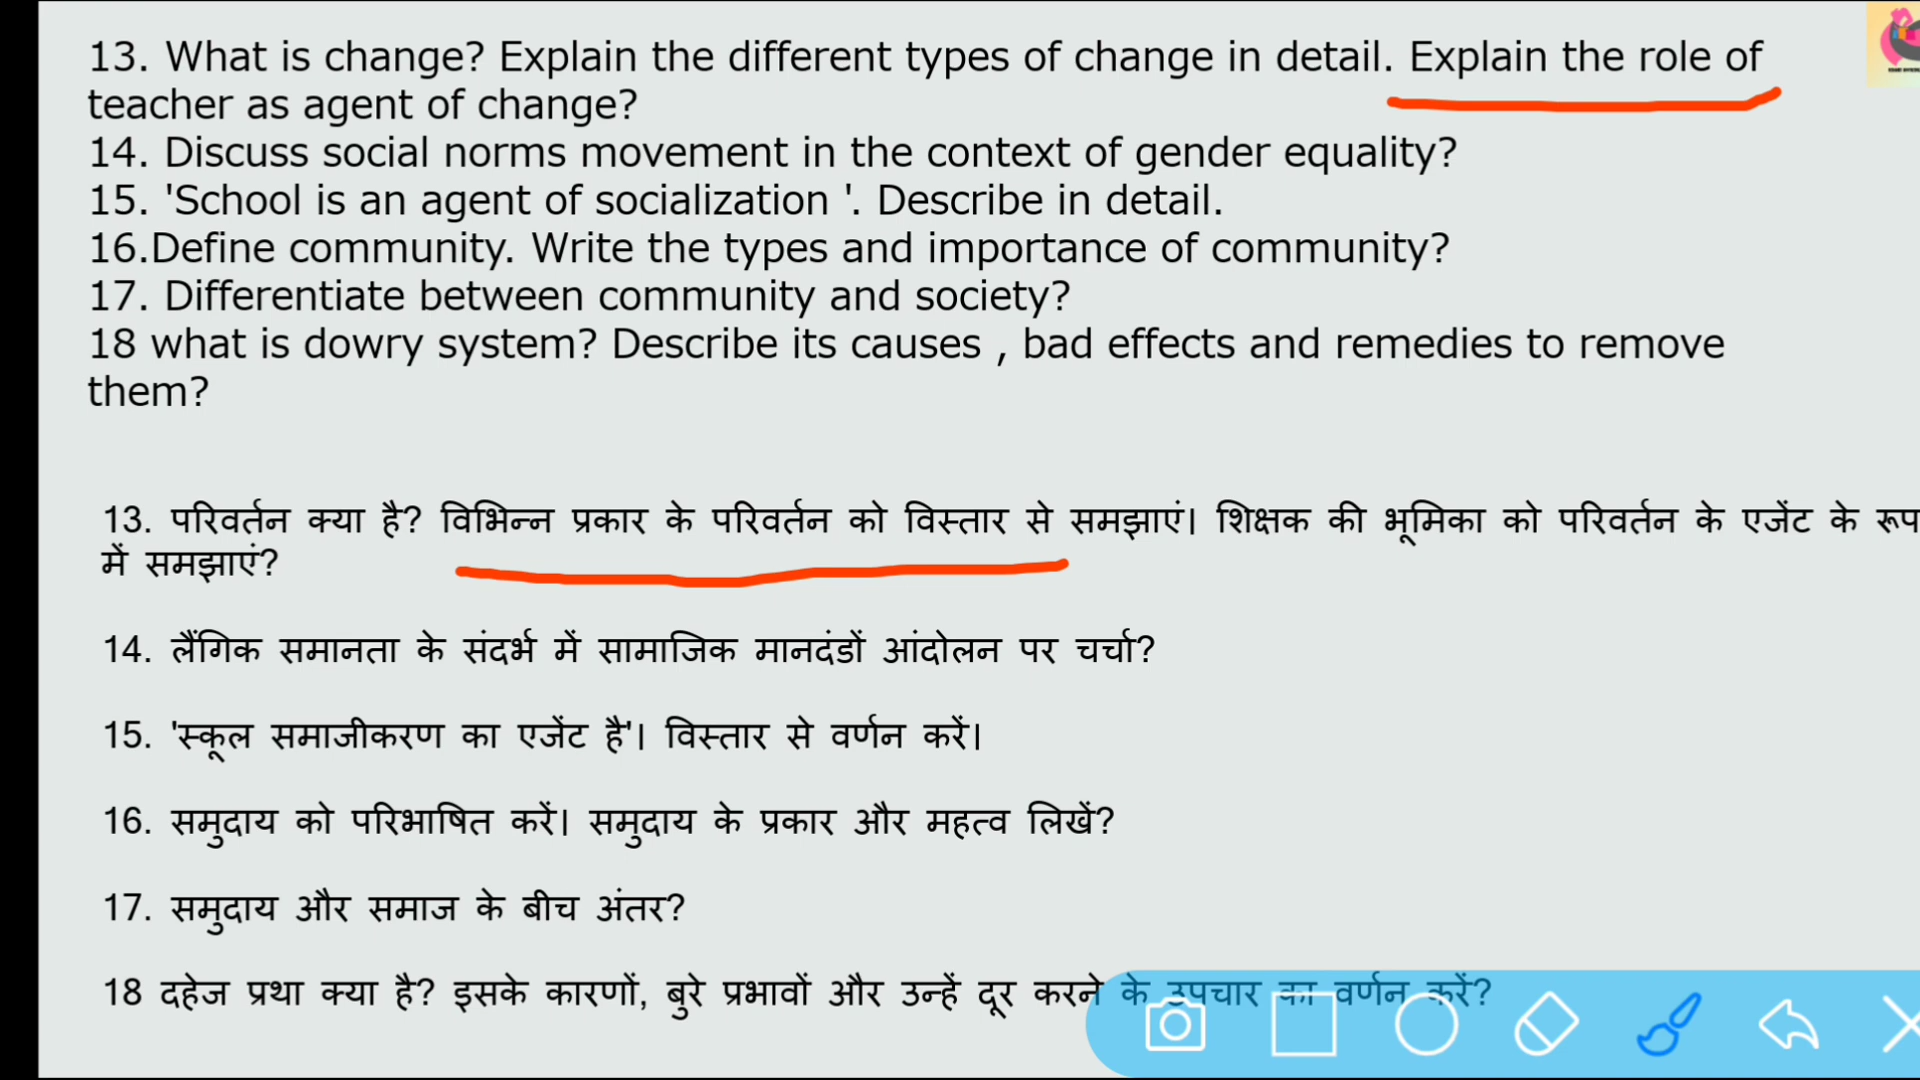 13. What is change? Explain the different types of change in detail. Explain the role of
teacher as agent of change?
14. Discuss social norms movement in the context of gender equality?
15. 'School is an agent of socialization '. Describe in detail.
16.Define community. Write the types and importance of community?
17. Differentiate between community and society?
18 what is dowry system? Describe its causes , bad effects and remedies to remove
them?
13. परिवर्तन क्या है? विभिन्न प्रकार के परिवर्तन को विस्तार से समझाएं। शिक्षक की भूमिका को परिवर्तन के एजेंट के रूप
में समझाएं?
14. लैंगिक समानता के संदर्भ में सामाजिक मानदंडों आंदोलन पर चर्चा?
15. 'स्कूल समाजीकरण का एजेंट है'। विस्तार से वर्णन करें।
16. समुदाय को परिभाषित करें। समुदाय के प्रकार और महत्व लिखें?
17. समुदाय और समाज के बीच अंतर?
18 दहेज प्रथा क्या है? इसके कारणों, बुरे प्रभावों और उन्हें दूर करने के उपचार का वर्णन करें?